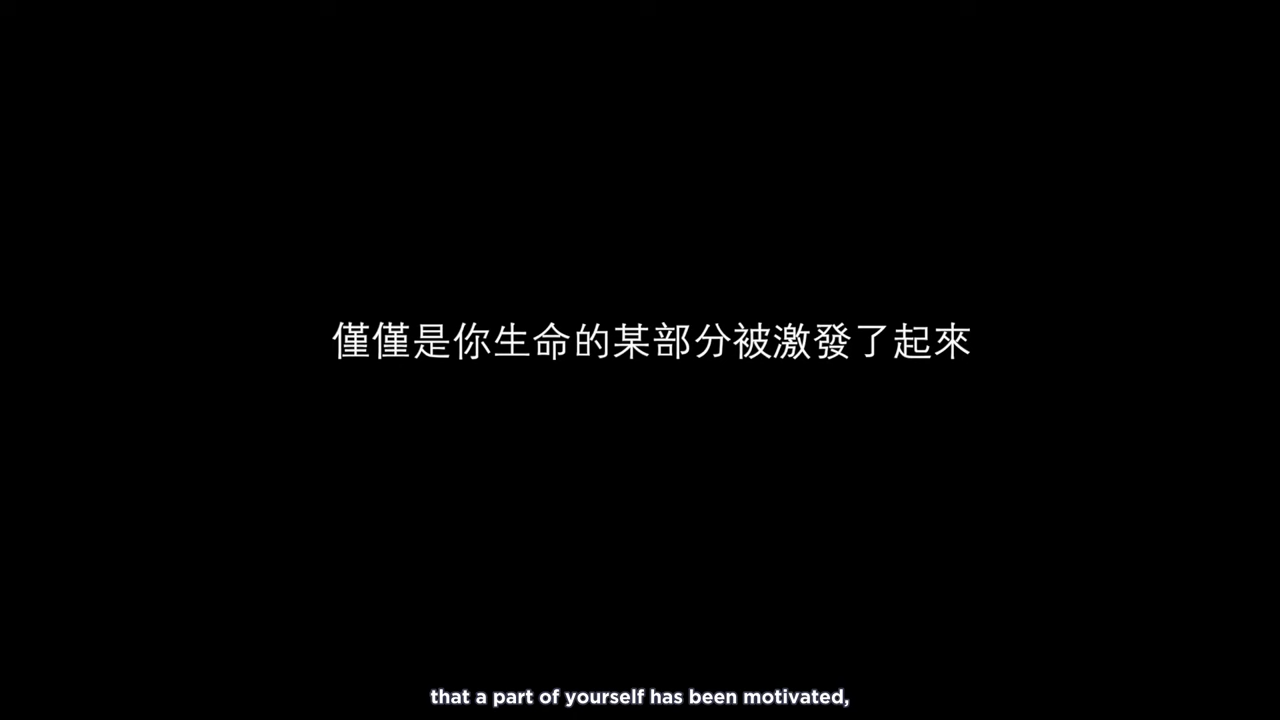 僅僅是你生命的某部分被激發了起來
that a part of yourself has been motivated,